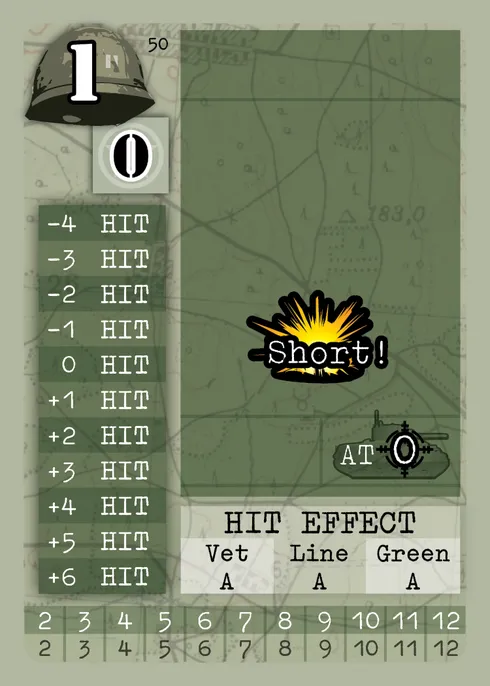 1
50
0
-4 HIT
-3 HIT
-2 HIT
-1 HIT
0 HIT
+1 HIT
+2 HIT
+3 HIT
+4 HIT
+5 HIT
+6 HIT
183,0
Short!
AT 0
HIT EFFECT
Vet Line Green
A A A
2 3 4 5 6 7 8 9 10 11 12
2 3 4 5 6 7 8 9 10 11 12